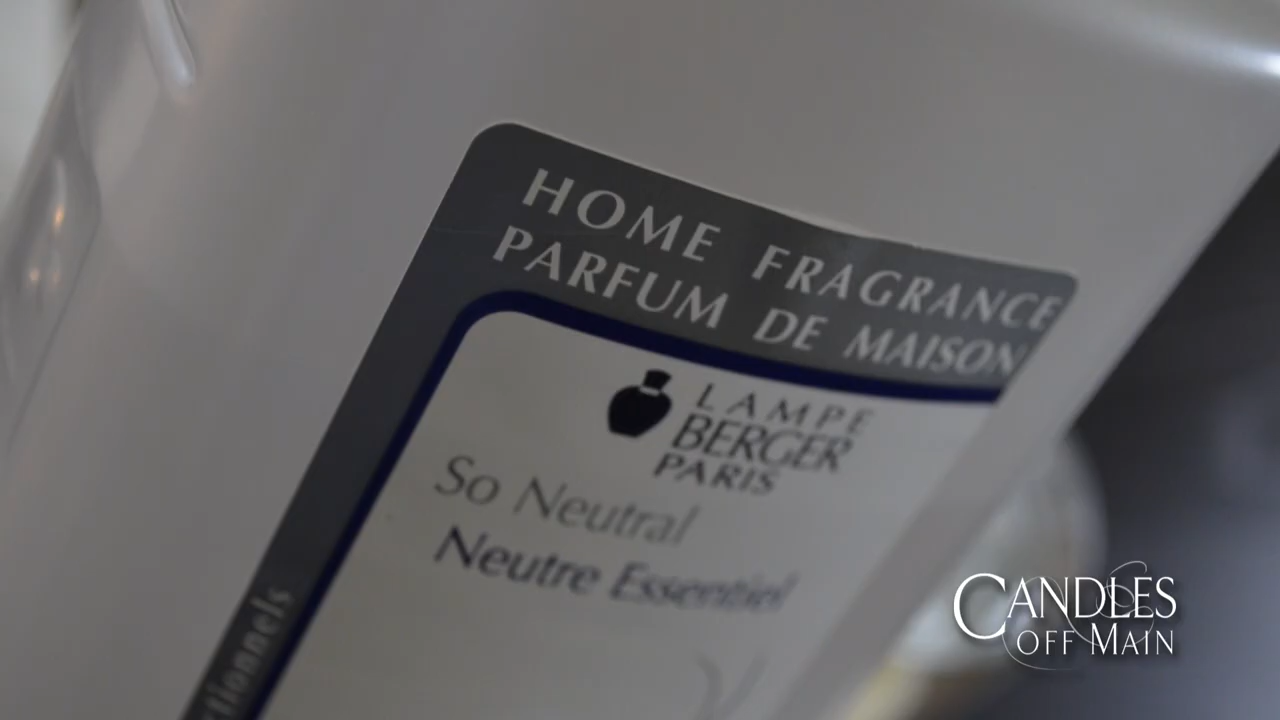 HOME FRAGRANCE
PARFUM DE MAISON
LAMPE
BERGER
PARIS
So Neutral
Neutre Essentiel
CANDLES
OFF MAIN